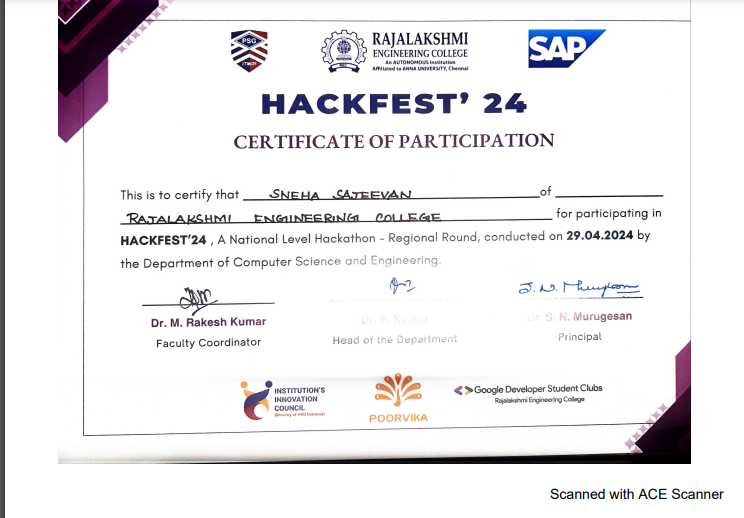 PSG
iTECH
RAJALAKSHMI
ENGINEERING COLLEGE
An AUTONOMOUS Institution
Affiliated to ANNA UNIVERSITY, Chennai
SAP
HACKFEST' 24
CERTIFICATE OF PARTICIPATION
This is to certify that SNEHA SAJEEVAN of
RAJALAKSHMI ENGINEERING COLLEGE for participating in
HACKFEST'24 , A National Level Hackathon - Regional Round, conducted on 29.04.2024 by
the Department of Computer Science and Engineering.
Dr. M. Rakesh Kumar Dr. P. Dr. S. N. Murugesan
Faculty Coordinator Head of the Department Principal
INSTITUTION'S
INNOVATION
COUNCIL
(Ministry of HRD Initiative)
POORVIKA
Google Developer Student Clubs
Rajalakshmi Engineering College
Scanned with ACE Scanner